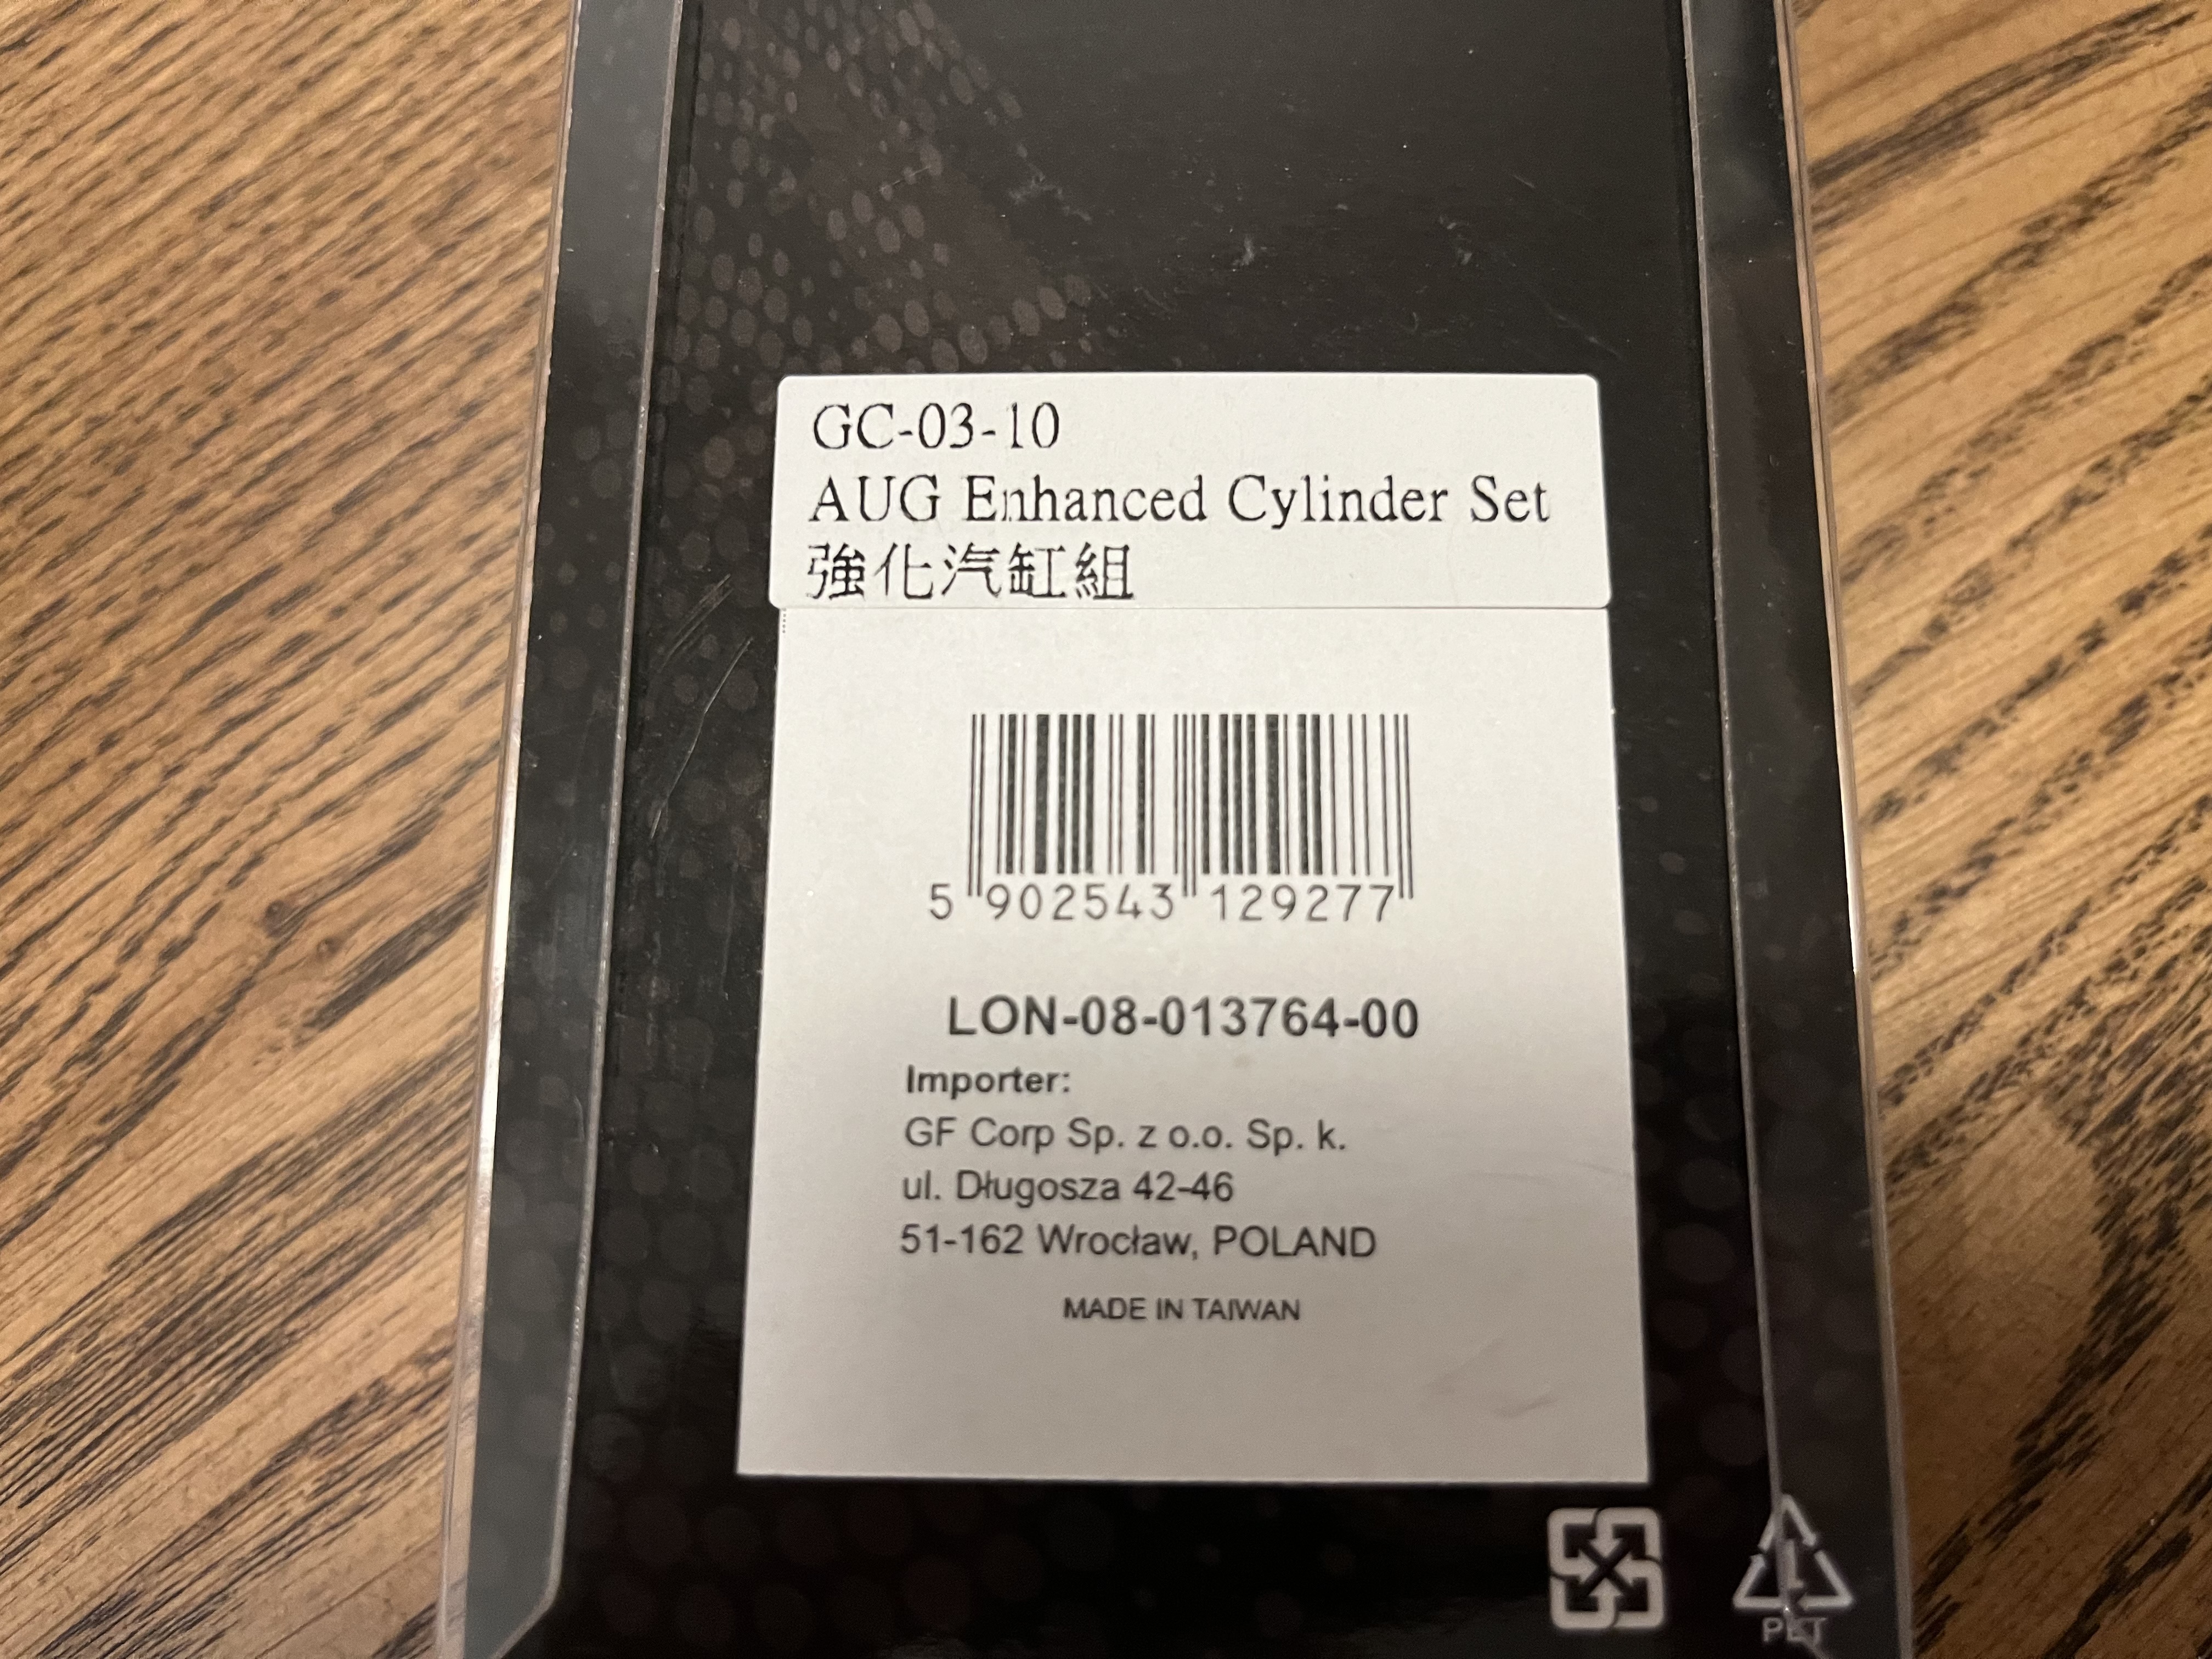 GC-03-10
AUG Enhanced Cylinder Set
強化汽缸組
5 902543 129277
LON-08-013764-00
Importer:
GF Corp Sp. z o.o. Sp. k.
ul. Długosza 42-46
51-162 Wrocław, POLAND
MADE IN TAIWAN
1
PET